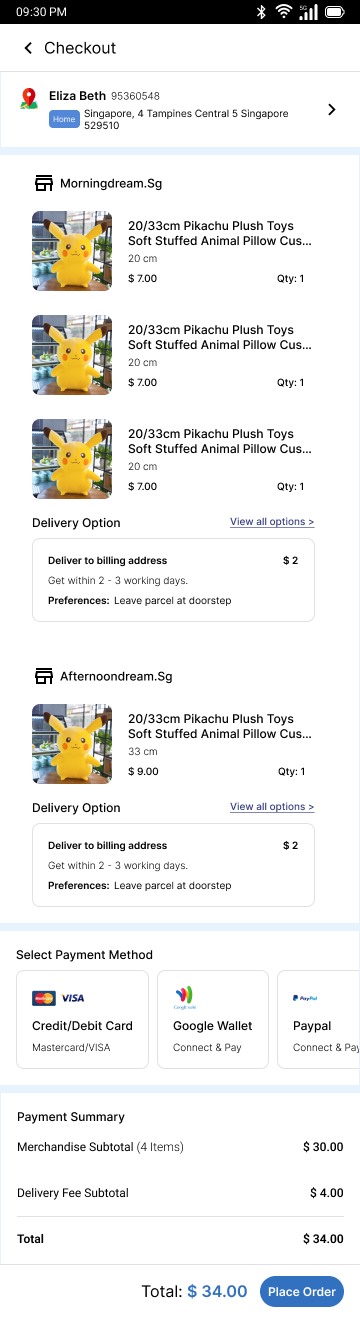 09:30 PM
5G
Checkout
Eliza Beth 95360548
Home Singapore, 4 Tampines Central 5 Singapore
529510
Morningdream.Sg
20/33cm Pikachu Plush Toys
Soft Stuffed Animal Pillow Cus...
20 cm
$ 7.00 Qty: 1
20/33cm Pikachu Plush Toys
Soft Stuffed Animal Pillow Cus...
20 cm
$ 7.00 Qty: 1
20/33cm Pikachu Plush Toys
Soft Stuffed Animal Pillow Cus...
20 cm
$ 7.00 Qty: 1
Delivery Option View all options >
Deliver to billing address $ 2
Get within 2 - 3 working days.
Preferences: Leave parcel at doorstep
Afternoondream.Sg
20/33cm Pikachu Plush Toys
Soft Stuffed Animal Pillow Cus...
33 cm
$ 9.00 Qty: 1
Delivery Option View all options >
Deliver to billing address $ 2
Get within 2 - 3 working days.
Preferences: Leave parcel at doorstep
Select Payment Method
MasterCard VISA
Google wallet
PayPal
Credit/Debit Card Google Wallet Paypal
Mastercard/VISA Connect & Pay Connect & Pay
Payment Summary
Merchandise Subtotal (4 Items) $ 30.00
Delivery Fee Subtotal $ 4.00
Total $ 34.00
Total: $ 34.00 Place Order